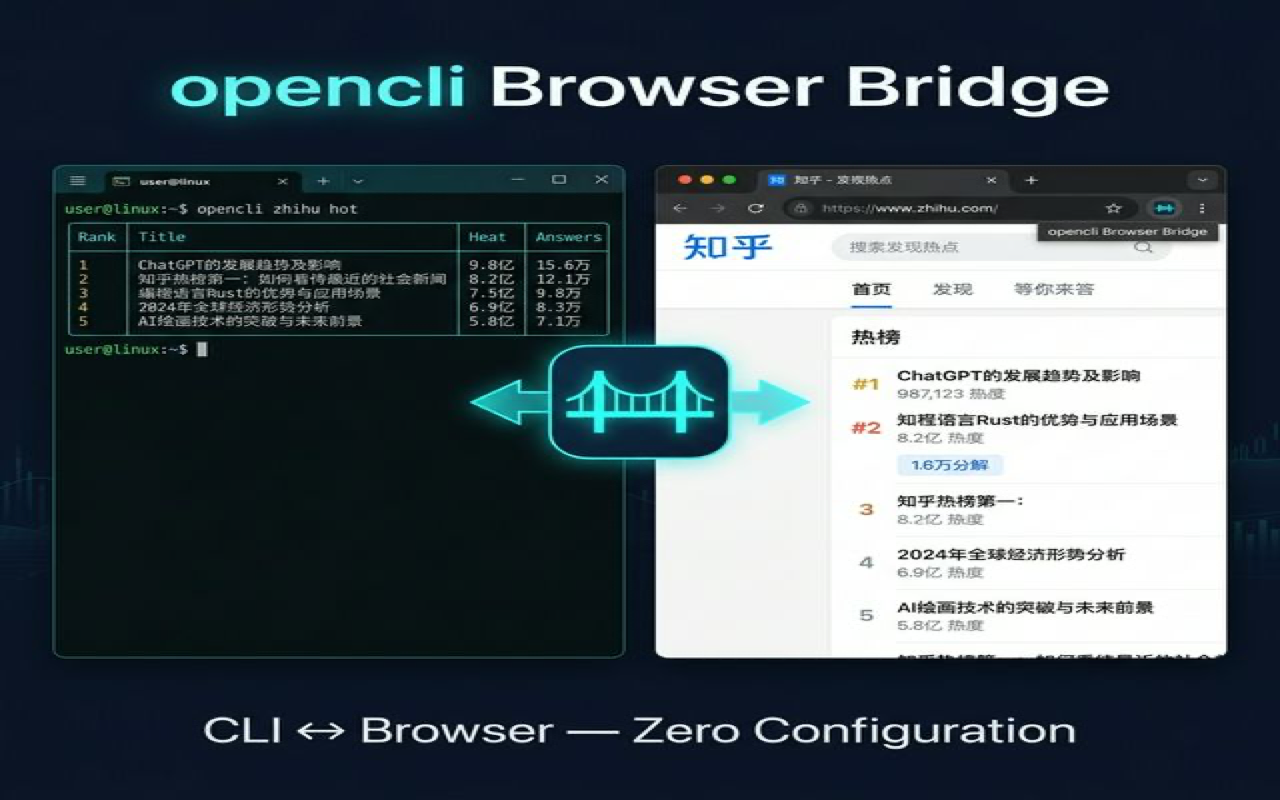 opencli Browser Bridge
user@linux
user@linux:~$ opencli zhihu hot
Rank Title Heat Answers
1 ChatGPT的发展趋势及影响 9.8亿 15.6万
2 知乎热榜第一：如何看待最近的社会新闻 8.2亿 12.1万
3 编程语言Rust的优势与应用场景 7.5亿 9.8万
4 2024年全球经济形势分析 6.9亿 8.3万
5 AI绘画技术的突破与未来前景 5.8亿 7.1万
user@linux:~$
知乎 - 发现热点
https://www.zhihu.com/
opencli Browser Bridge
知乎
搜索发现热点
首页 发现 等你来答
热榜
#1 ChatGPT的发展趋势及影响
987,123 热度
#2 知程语言Rust的优势与应用场景
8.2亿 热度
1.6万分解
3 知乎热榜第一：
8.2亿 热度
4 2024年全球经济形势分析
6.9亿 热度
5 AI绘画技术的突破与未来前景
5.8亿 热度
CLI ↔ Browser — Zero Configuration